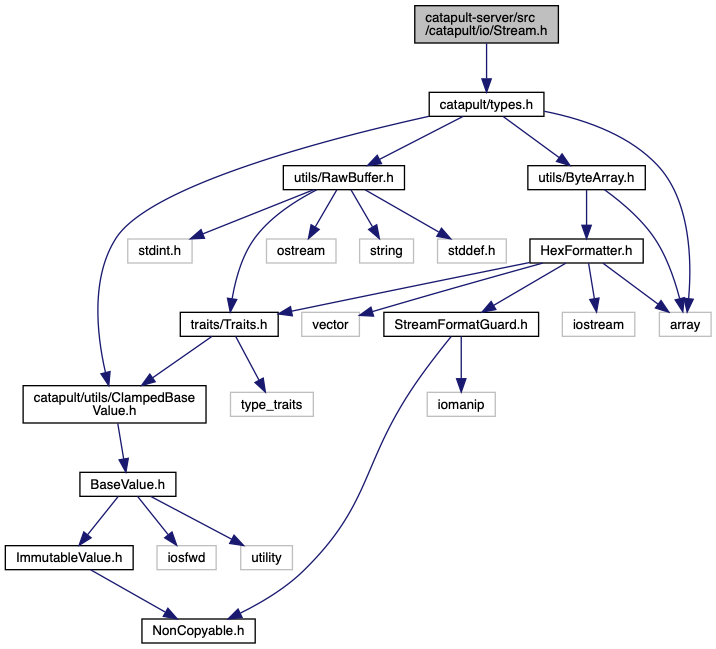 catapult-server/src
/catapult/io/Stream.h
catapult/types.h
utils/RawBuffer.h
utils/ByteArray.h
stdint.h
ostream
string
stddef.h
HexFormatter.h
traits/Traits.h
vector
StreamFormatGuard.h
iostream
array
catapult/utils/ClampedBase
Value.h
type_traits
iomanip
BaseValue.h
ImmutableValue.h
iosfwd
utility
NonCopyable.h